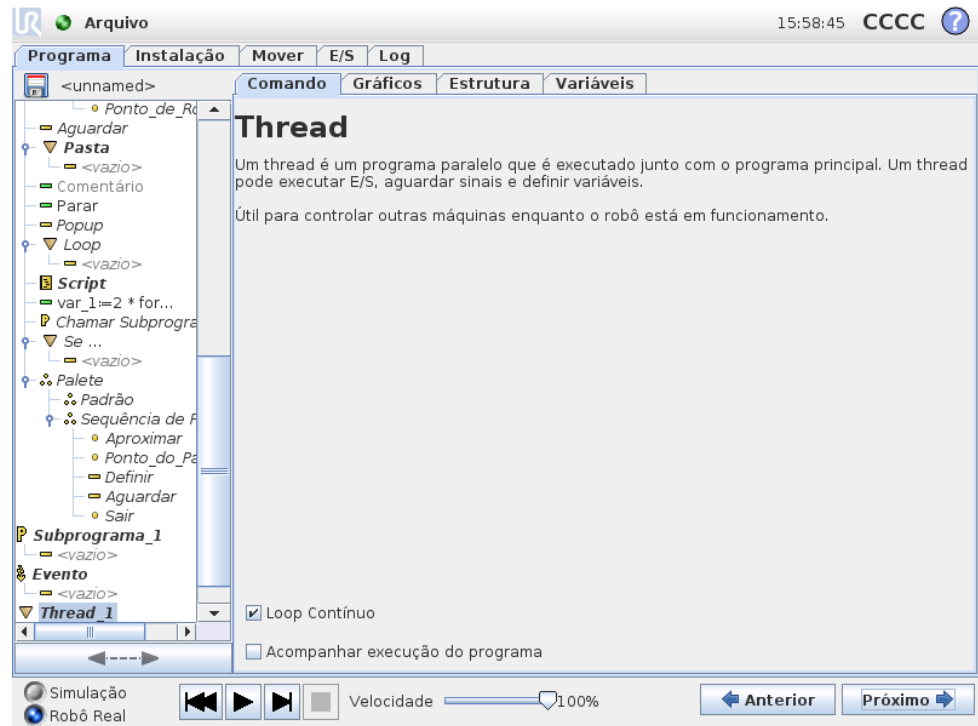 Arquivo
15:58:45 CCCC ?
Programa Instalação Mover E/S Log
<unnamed>
Comando Gráficos Estrutura Variáveis
Ponto_de_Ro
Aguardar
Pasta
<vazio>
Comentário
Parar
Popup
Loop
<vazio>
Script
var_1:=2 * for...
Chamar Subprogra
Se ...
<vazio>
Palete
Padrão
Sequência de P
Aproximar
Ponto_do_Pa
Definir
Aguardar
Sair
Subprograma_1
<vazio>
Evento
<vazio>
Thread_1
Thread
Um thread é um programa paralelo que é executado junto com o programa principal. Um thread
pode executar E/S, aguardar sinais e definir variáveis.
Útil para controlar outras máquinas enquanto o robô está em funcionamento.
Loop Contínuo
Acompanhar execução do programa
Simulação
Robô Real
Velocidade 100%
Anterior Próximo